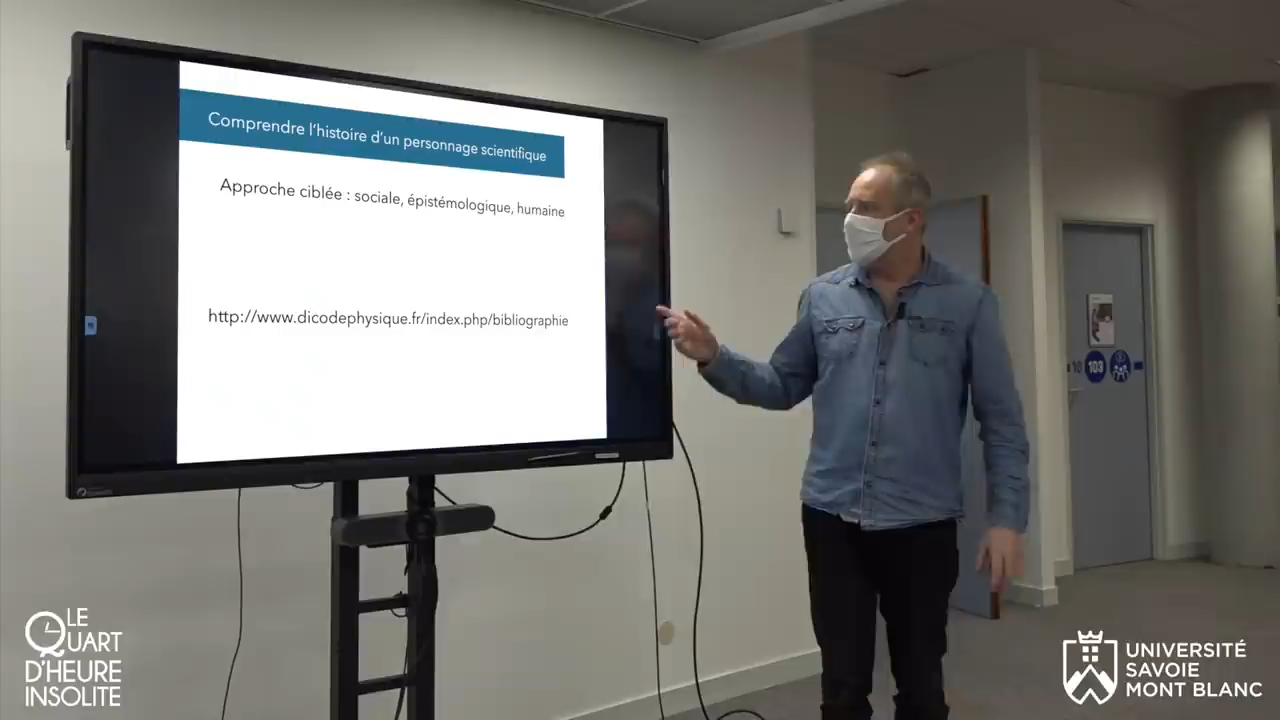 Comprendre l'histoire d'un personnage scientifique
Approche ciblée : sociale, épistémologique, humaine
http://www.dicodephysique.fr/index.php/bibliographie
103
LE
QUART
D'HEURE
INSOLITE
UNIVERSITÉ
SAVOIE
MONT BLANC